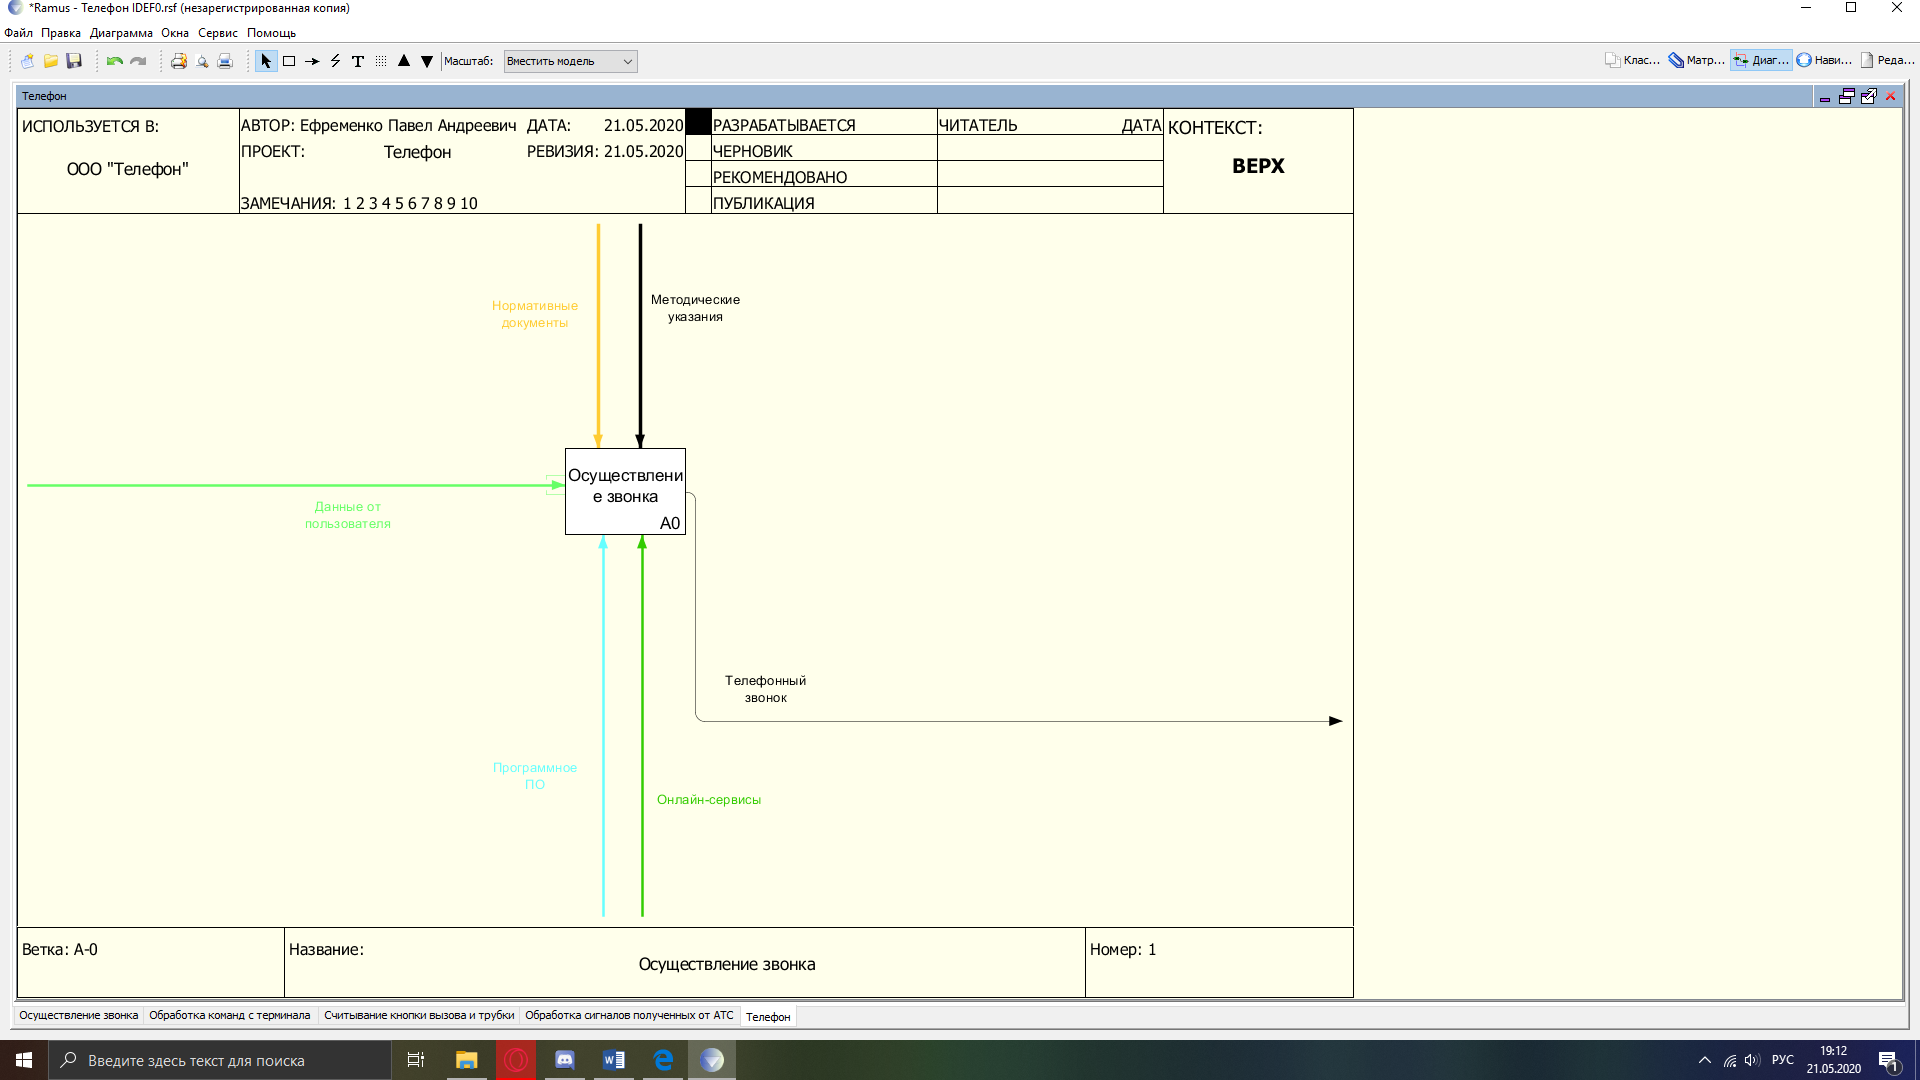 *Ramus - Телефон IDEF0.rsf (незарегистрированная копия)
Файл Правка Диаграмма Окна Сервис Помощь
Масштаб: Вместить модель Клас... Матр... Диаг... Нави... Реда...
Телефон
ИСПОЛЬЗУЕТСЯ В:
ООО "Телефон"
АВТОР: Ефременко Павел Андреевич ДАТА: 21.05.2020
ПРОЕКТ: Телефон РЕВИЗИЯ: 21.05.2020
ЗАМЕЧАНИЯ: 1 2 3 4 5 6 7 8 9 10
РАЗРАБАТЫВАЕТСЯ
ЧЕРНОВИК
РЕКОМЕНДОВАНО
ПУБЛИКАЦИЯ
ЧИТАТЕЛЬ ДАТА
КОНТЕКСТ:
ВЕРХ
Нормативные
документы
Методические
указания
Данные от
пользователя
Осуществлени
е звонка
A0
Телефонный
звонок
Программное
ПО
Онлайн-сервисы
Ветка: A-0
Название:
Осуществление звонка
Номер: 1
Осуществление звонка Обработка команд с терминала Считывание кнопки вызова и трубки Обработка сигналов полученных от АТС Телефон
Введите здесь текст для поиска
РУС
19:12
21.05.2020
1